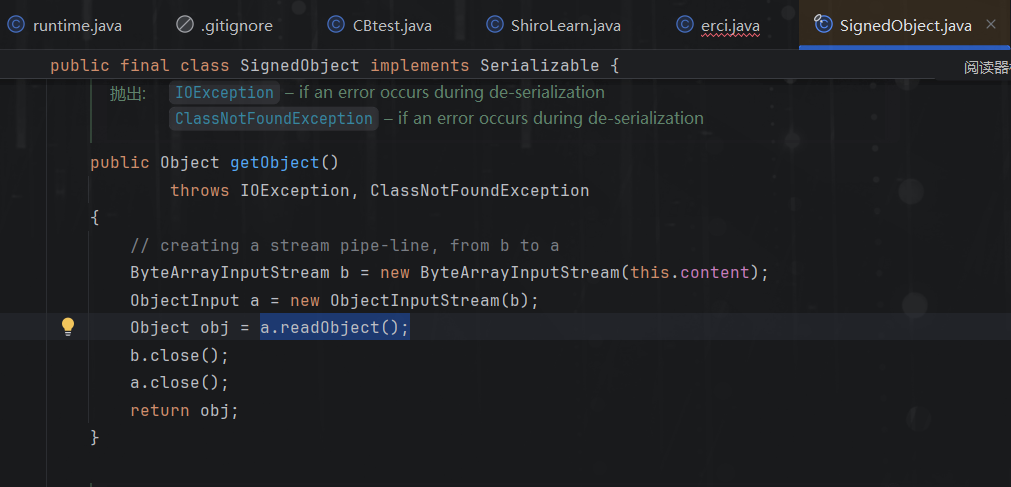 runtime.java .gitignore CBtest.java ShiroLearn.java erci.java SignedObject.java
public final class SignedObject implements Serializable {
阅读器
抛出: IOException – if an error occurs during de-serialization
ClassNotFoundException – if an error occurs during de-serialization
public Object getObject()
throws IOException, ClassNotFoundException
{
// creating a stream pipe-line, from b to a
ByteArrayInputStream b = new ByteArrayInputStream(this.content);
ObjectInput a = new ObjectInputStream(b);
Object obj = a.readObject();
b.close();
a.close();
return obj;
}